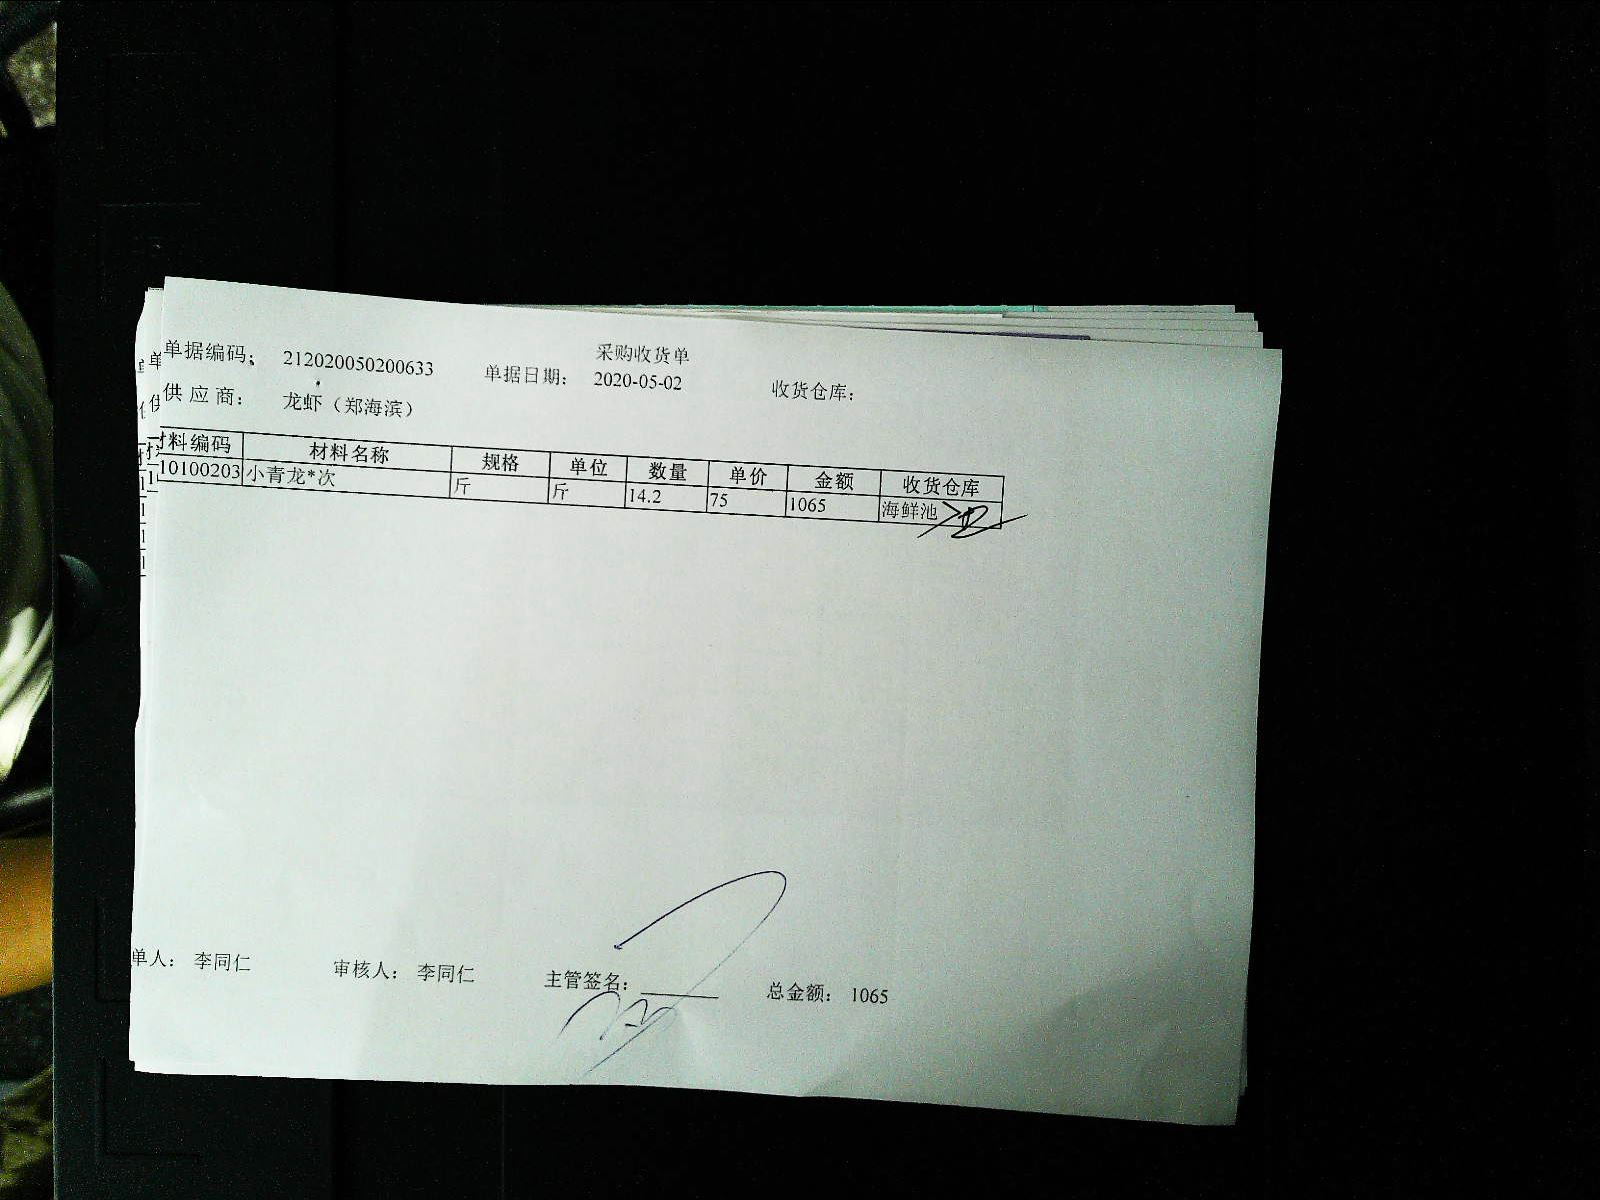 采购收货单
单据编码: 212020050200633 单据日期: 2020-05-02 收货仓库:
供应商: 龙虾（郑海滨）
材料编码 材料名称 规格 单位 数量 单价 金额 收货仓库
10100203 小青龙*次 斤 斤 14.2 75 1065 海鲜池
单人: 李同仁 审核人: 李同仁 主管签名: 总金额: 1065